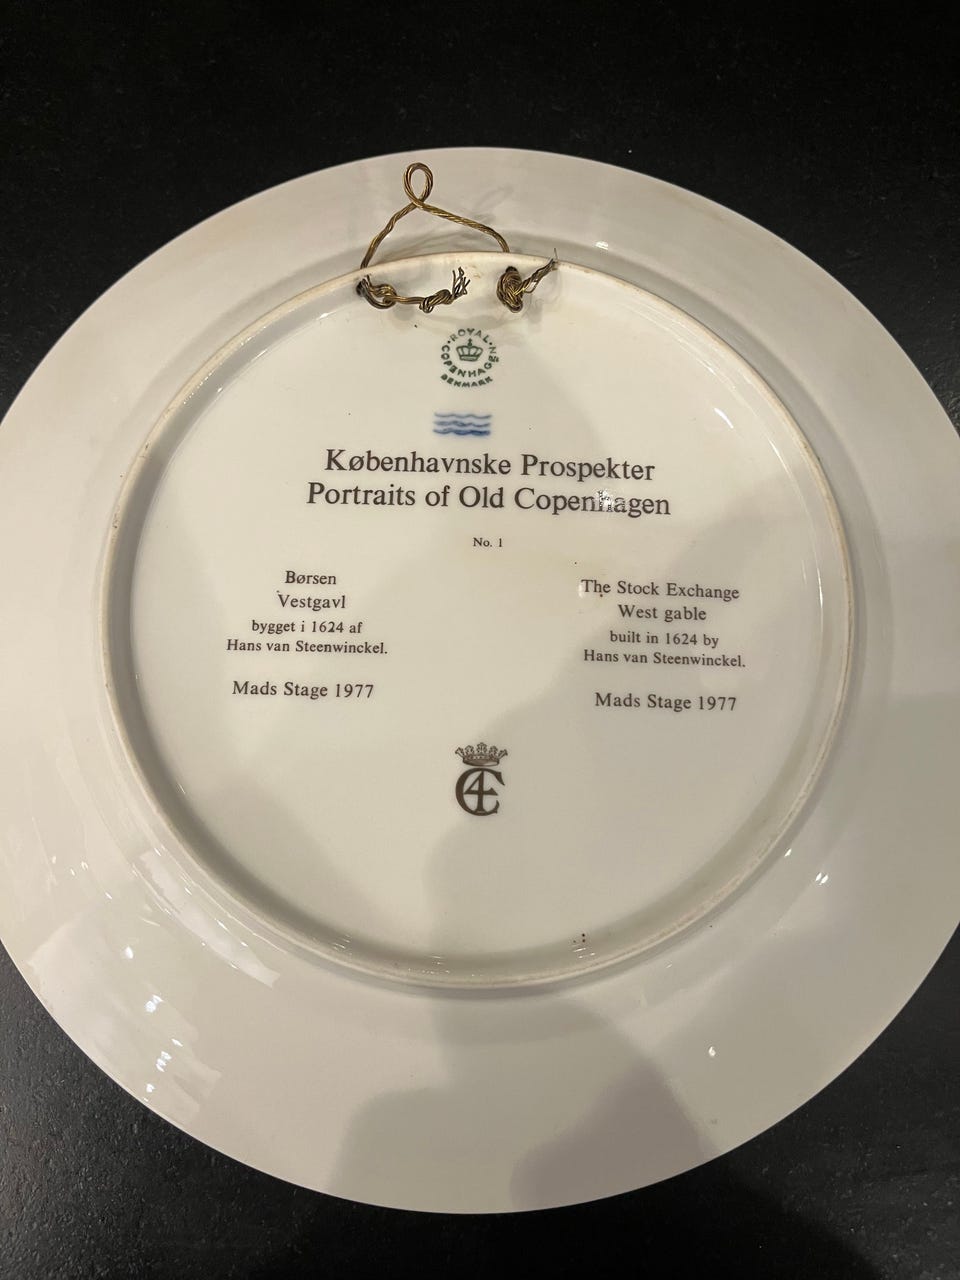 ROYAL COPENHAGEN
DENMARK
Københavnske Prospekter
Portraits of Old Copenhagen
No. 1
Børsen
Vestgavl
bygget i 1624 af
Hans van Steenwinckel.
Mads Stage 1977
The Stock Exchange
West gable
built in 1624 by
Hans van Steenwinckel.
Mads Stage 1977
C4